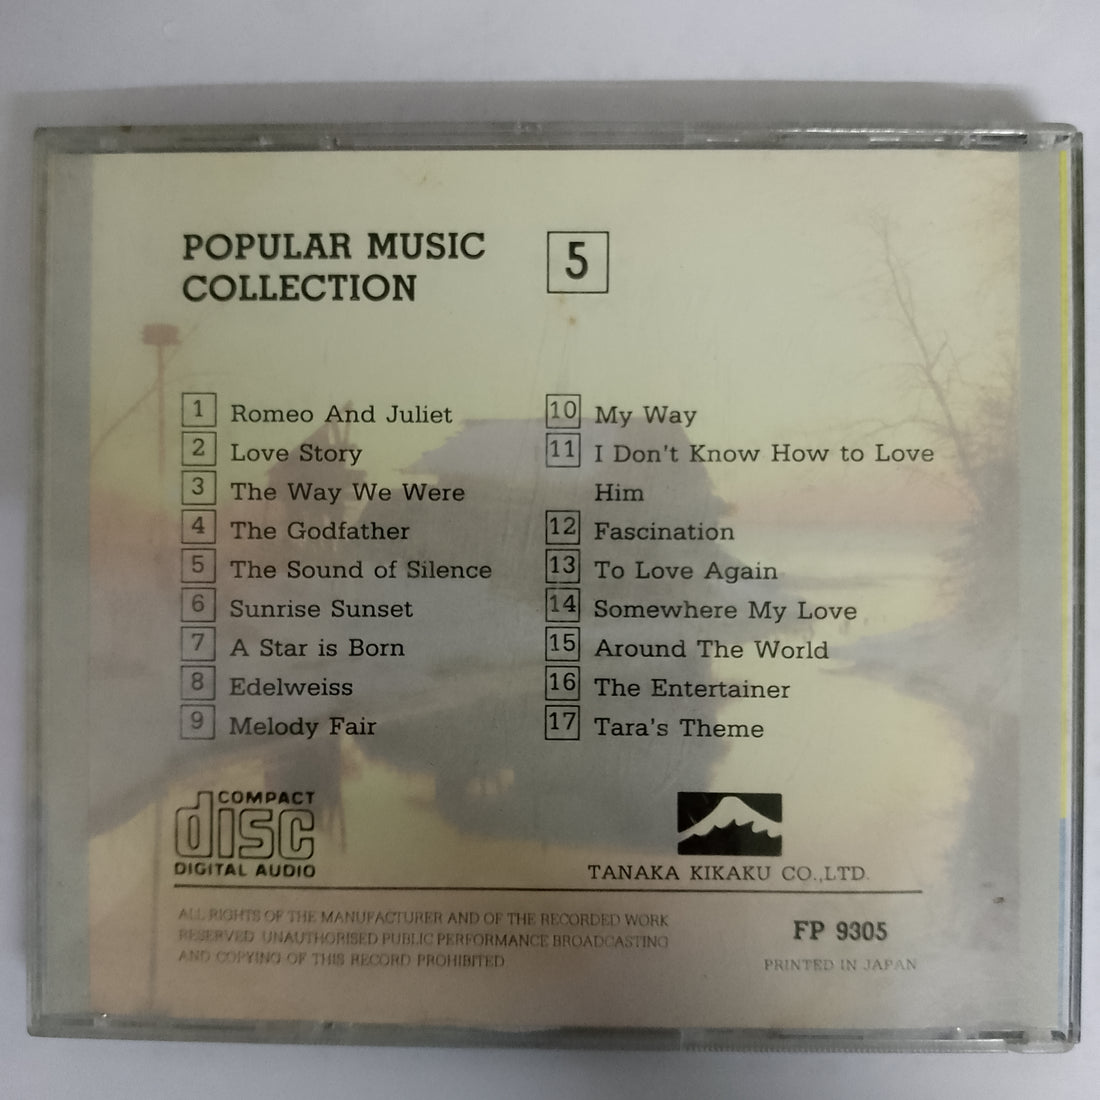 POPULAR MUSIC
COLLECTION
5
1 Romeo And Juliet
2 Love Story
3 The Way We Were
4 The Godfather
5 The Sound of Silence
6 Sunrise Sunset
7 A Star is Born
8 Edelweiss
9 Melody Fair
10 My Way
11 I Don't Know How to Love
Him
12 Fascination
13 To Love Again
14 Somewhere My Love
15 Around The World
16 The Entertainer
17 Tara's Theme
COMPACT
disc
DIGITAL AUDIO
TANAKA KIKAKU CO.,LTD.
ALL RIGHTS OF THE MANUFACTURER AND OF THE RECORDED WORK
RESERVED UNAUTHORISED PUBLIC PERFORMANCE BROADCASTING
AND COPYING OF THIS RECORD PROHIBITED
FP 9305
PRINTED IN JAPAN